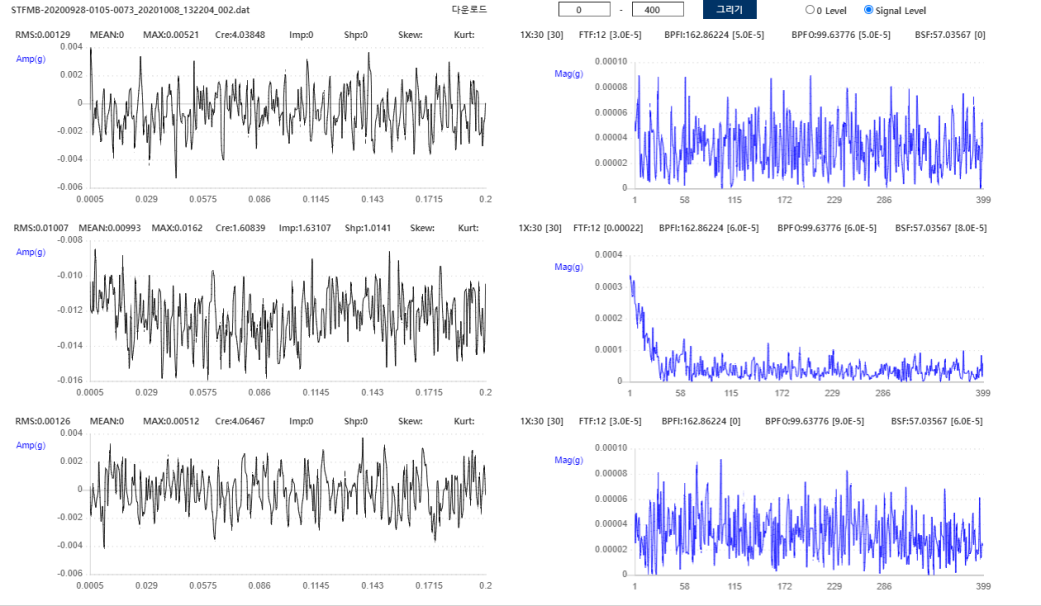 STFMB-20200928-0105-0073_20201008_132204_002.dat 다운로드 0 - 400 그리기 0 Level Signal Level
RMS:0.00129 MEAN:0 MAX:0.00521 Cre:4.03848 Imp:0 Shp:0 Skew: Kurt:
Amp(g)
0.004
0.002
0
-0.002
-0.004
-0.006
0.0005 0.029 0.0575 0.086 0.1145 0.143 0.1715 0.2
1X:30 [30] FTF:12 [3.0E-5] BPFI:162.86224 [5.0E-5] BPFO:99.63776 [5.0E-5] BSF:57.03567 [0]
Mag(g)
0.00010
0.00008
0.00006
0.00004
0.00002
0
1 58 115 172 229 286 399
RMS:0.01007 MEAN:0.00993 MAX:0.0162 Cre:1.60839 Imp:1.63107 Shp:1.0141 Skew: Kurt:
Amp(g)
-0.008
-0.010
-0.012
-0.014
-0.016
0.0005 0.029 0.0575 0.086 0.1145 0.143 0.1715 0.2
1X:30 [30] FTF:12 [0.00022] BPFI:162.86224 [6.0E-5] BPFO:99.63776 [6.0E-5] BSF:57.03567 [8.0E-5]
Mag(g)
0.0004
0.0003
0.0002
0.0001
0
1 58 115 172 229 286 399
RMS:0.00126 MEAN:0 MAX:0.00512 Cre:4.06467 Imp:0 Shp:0 Skew: Kurt:
Amp(g)
0.004
0.002
0
-0.002
-0.004
-0.006
0.0005 0.029 0.0575 0.086 0.1145 0.143 0.1715 0.2
1X:30 [30] FTF:12 [3.0E-5] BPFI:162.86224 [0] BPFO:99.63776 [9.0E-5] BSF:57.03567 [6.0E-5]
Mag(g)
0.00010
0.00008
0.00006
0.00004
0.00002
0
1 58 115 172 229 286 399